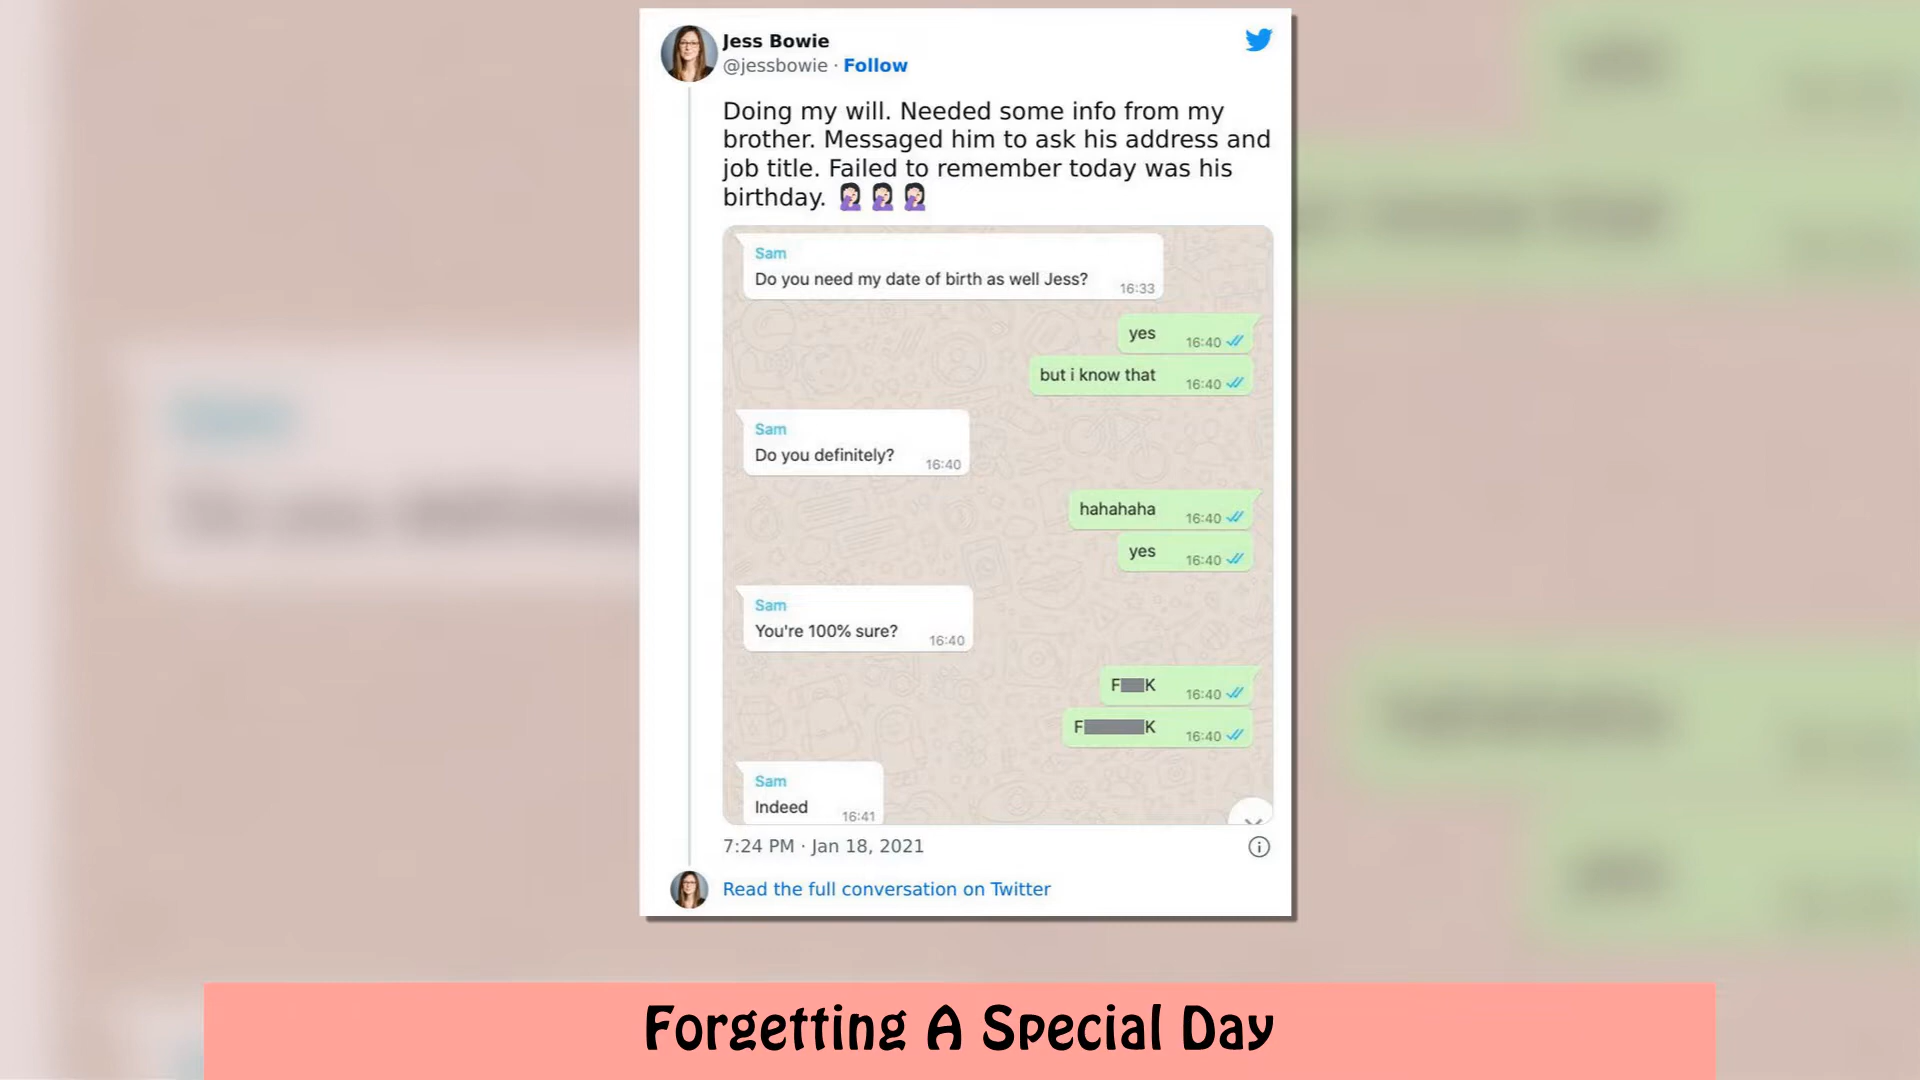 Jess Bowie
@jessbowie · Follow
Doing my will. Needed some info from my
brother. Messaged him to ask his address and
job title. Failed to remember today was his
birthday. 🤦🏻‍♀️🤦🏻‍♀️🤦🏻‍♀️
Sam
Do you need my date of birth as well Jess?
16:33
yes 16:40
but i know that 16:40
Sam
Do you definitely? 16:40
hahahaha 16:40
yes 16:40
Sam
You're 100% sure? 16:40
F K 16:40
F K 16:40
Sam
Indeed 16:41
7:24 PM · Jan 18, 2021
Read the full conversation on Twitter
Forgetting A Special Day